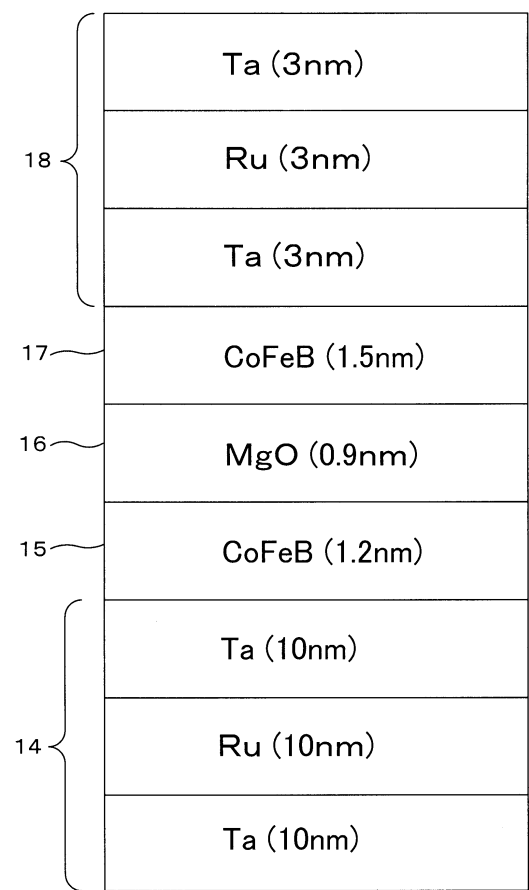 Ta (3nm)
18
Ru (3nm)
Ta (3nm)
17
CoFeB (1.5nm)
16
MgO (0.9nm)
15
CoFeB (1.2nm)
Ta (10nm)
14
Ru (10nm)
Ta (10nm)